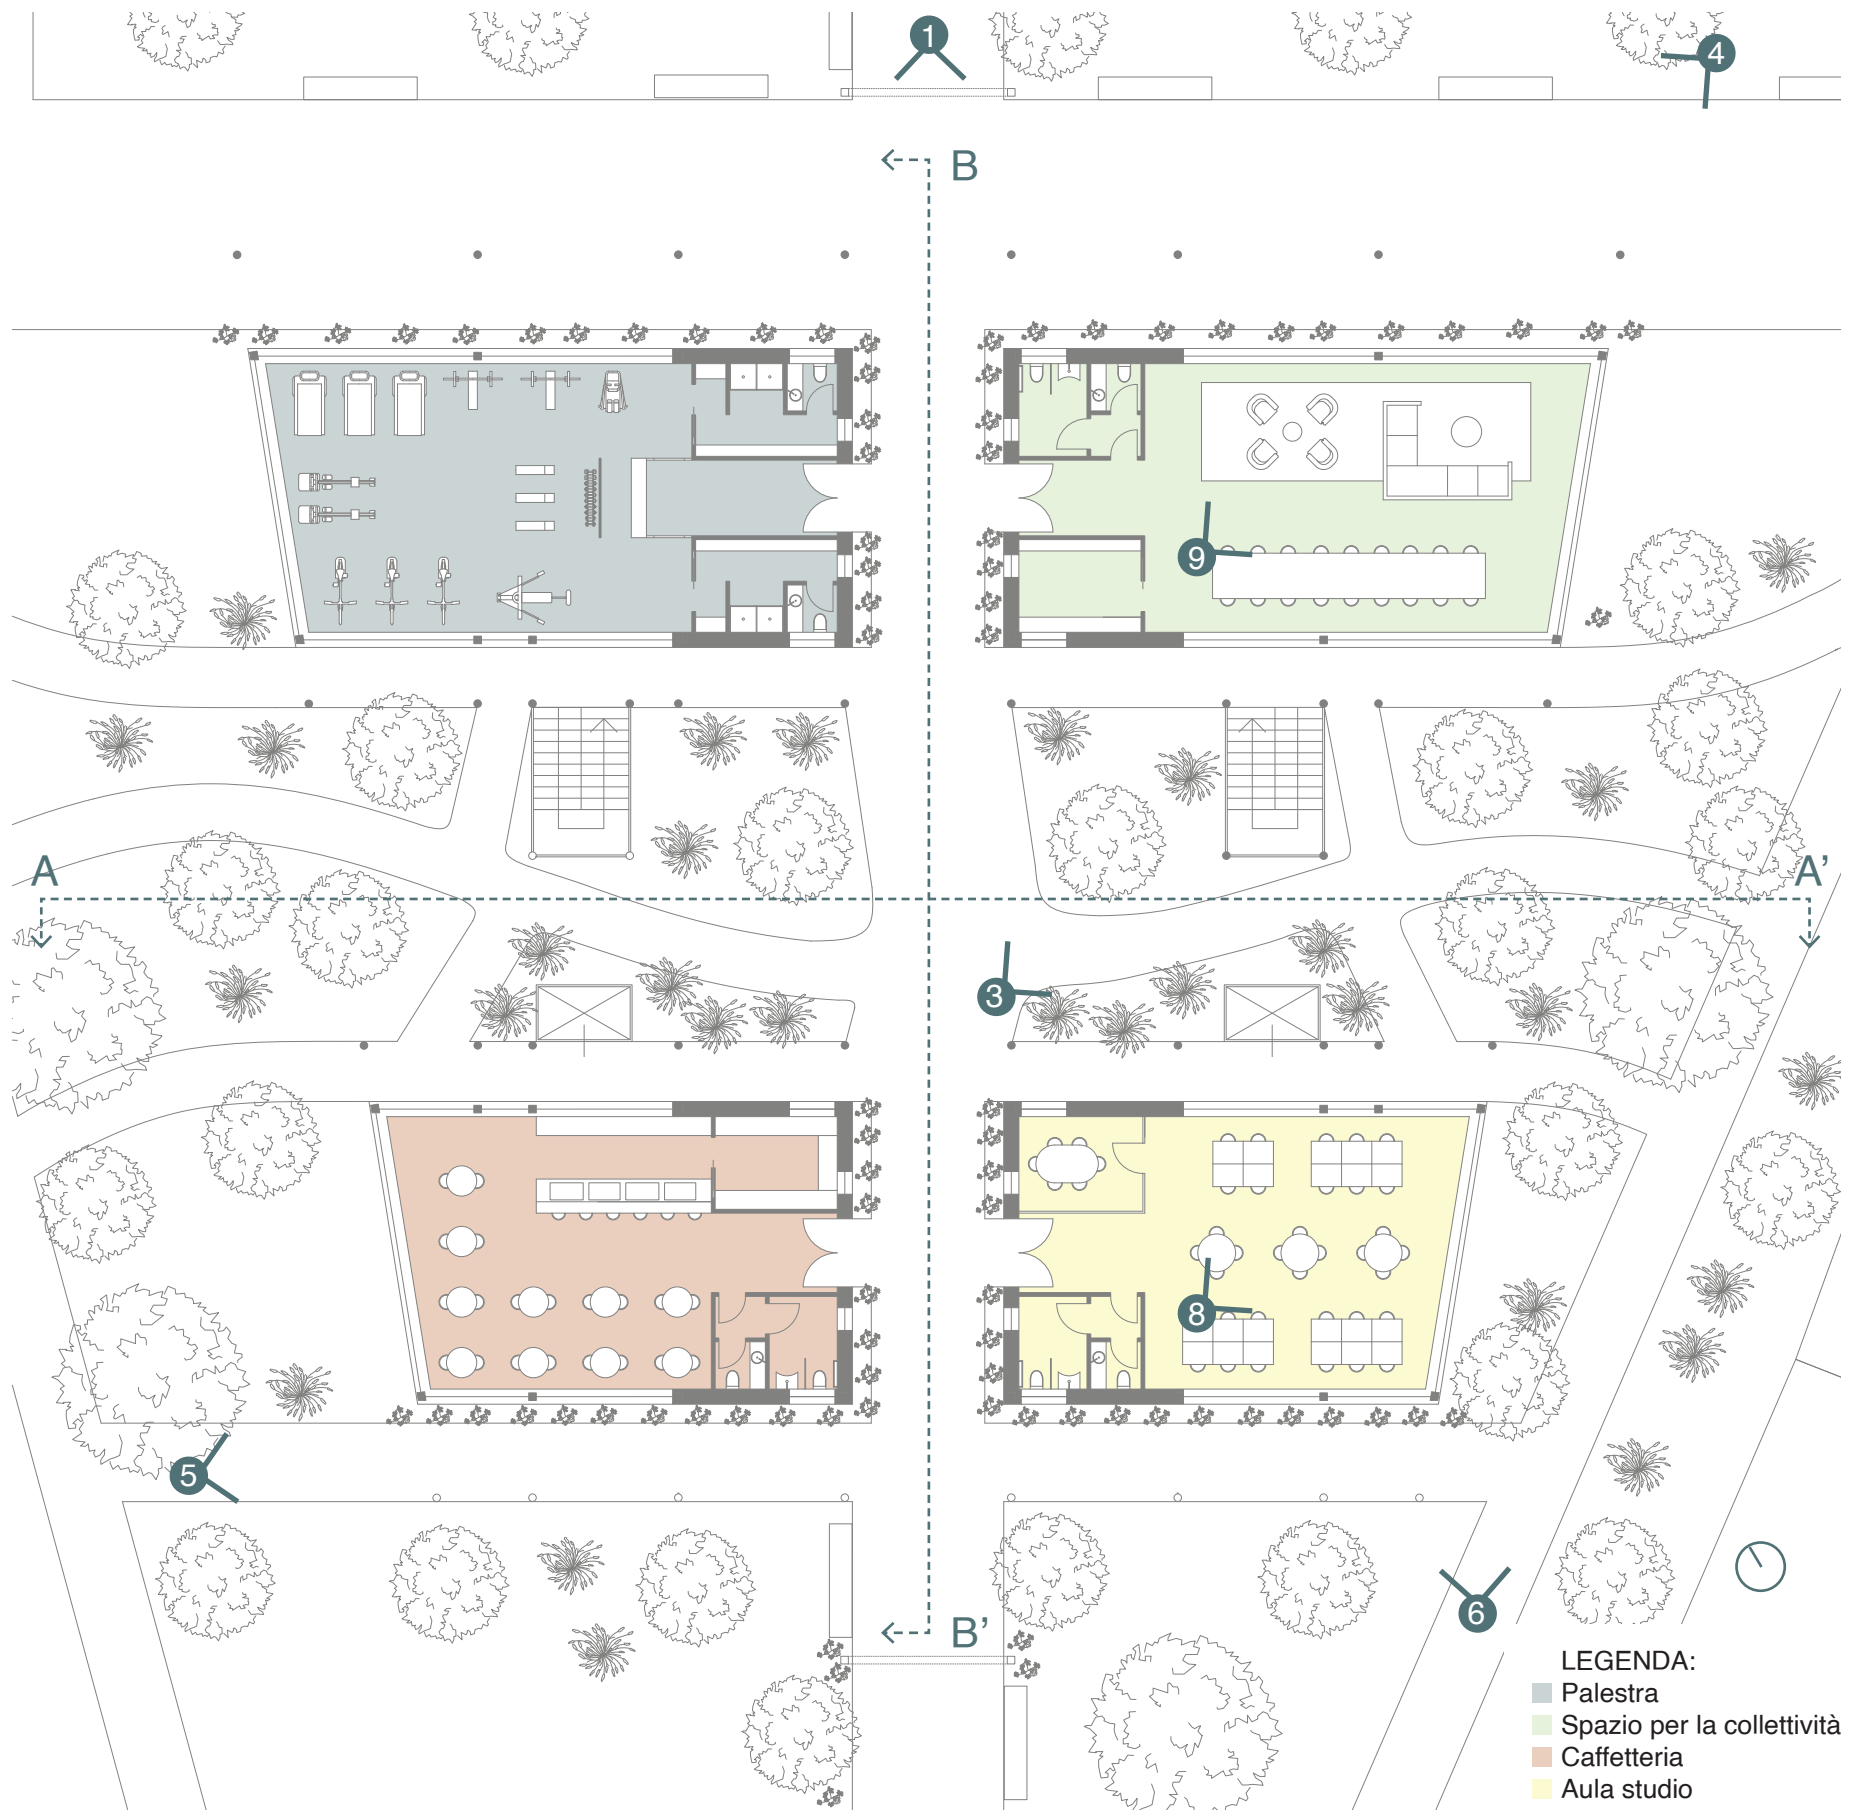 1
4
B
9
A
A’
3
8
5
6
B’
LEGENDA:
Palestra
Spazio per la collettività
Caffetteria
Aula studio